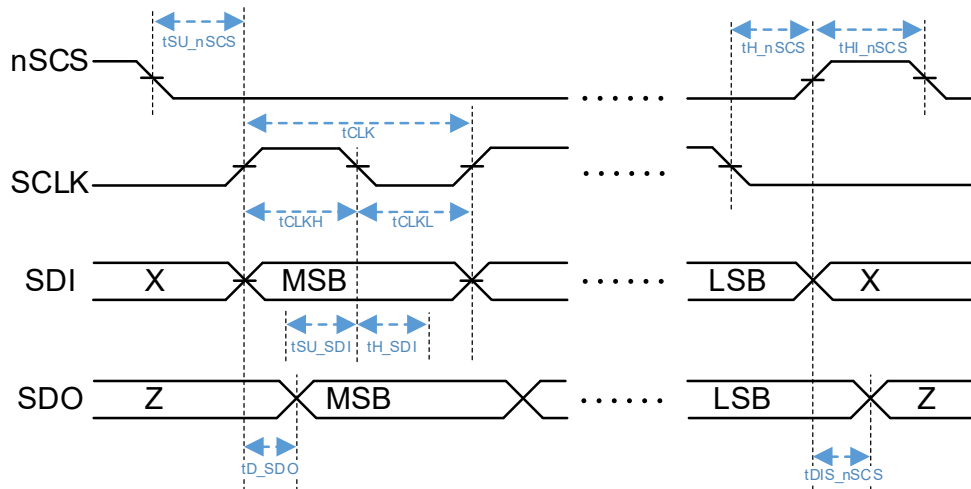 tSU_nSCS
tH_nSCS
tHI_nSCS
nSCS
tCLK
SCLK
tCLKH
tCLKL
SDI
X
MSB
LSB
X
tSU_SDI
tH_SDI
SDO
Z
MSB
LSB
Z
tD_SDO
tDIS_nSCS